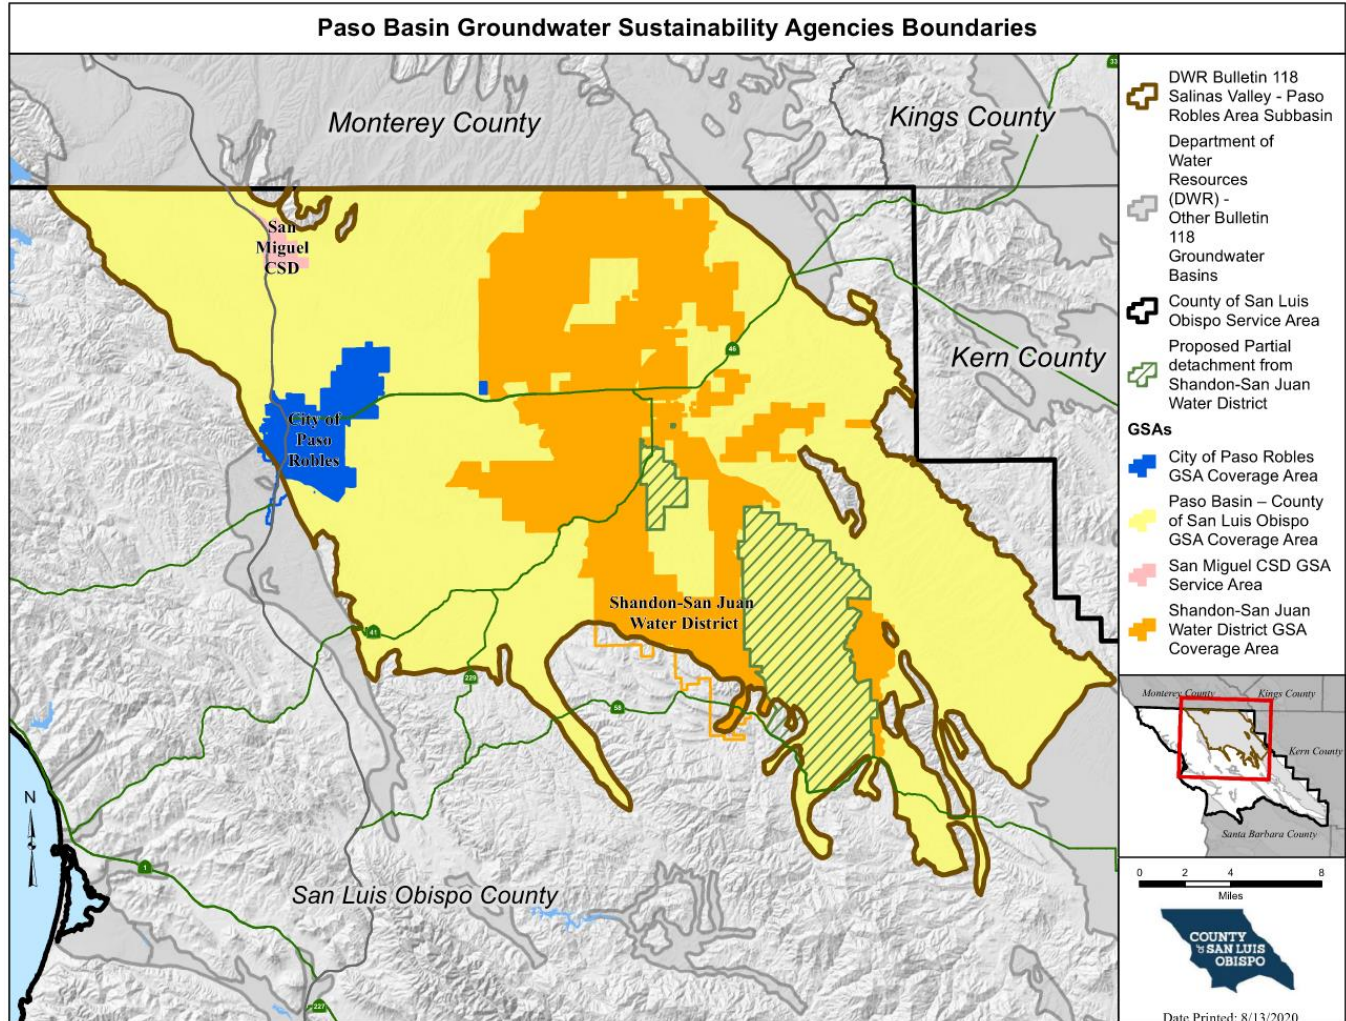 Paso Basin Groundwater Sustainability Agencies Boundaries
Monterey County
Kings County
33
San
Miguel
CSD
46
Kern County
City of
Paso
Robles
Shandon-San Juan
Water District
41
229
58
N
1
San Luis Obispo County
227
DWR Bulletin 118
Salinas Valley - Paso
Robles Area Subbasin
Department of
Water
Resources
(DWR) -
Other Bulletin
118
Groundwater
Basins
County of San Luis
Obispo Service Area
Proposed Partial
detachment from
Shandon-San Juan
Water District
GSAs
City of Paso Robles
GSA Coverage Area
Paso Basin – County
of San Luis Obispo
GSA Coverage Area
San Miguel CSD GSA
Service Area
Shandon-San Juan
Water District GSA
Coverage Area
Monterey County
Kings County
Kern County
Santa Barbara County
0 2 4 8
Miles
COUNTY
OF SAN LUIS
OBISPO
Date Printed: 8/13/2020